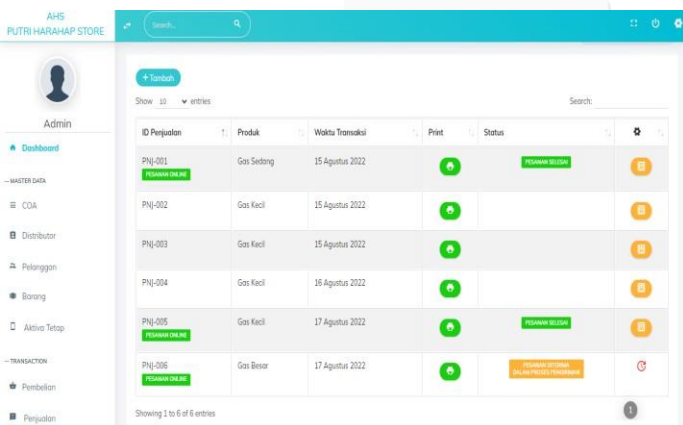 AHS
PUTRI HARAHAP STORE
Search...
Admin
Dashboard
MASTER DATA
COA
Distributor
Pelanggan
Barang
Aktiva Tetap
TRANSACTION
Pembelian
Penjualan
+Tambah
Show 10 entries
Search:
ID Penjualan Produk Waktu Transaksi Print Status
PNJ-001 Gas Sedang 15 Agustus 2022 PESANAN SELESAI
PESANAN ONLINE
PNJ-002 Gas Kecil 15 Agustus 2022
PNJ-003 Gas Kecil 15 Agustus 2022
PNJ-004 Gas Kecil 16 Agustus 2022
PNJ-005 Gas Kecil 17 Agustus 2022 PESANAN SELESAI
PESANAN ONLINE
PNJ-006 Gas Besar 17 Agustus 2022 PESANAN DITERIMA
PESANAN ONLINE DALAM PROSES PENGIRIMAN
Showing 1 to 6 of 6 entries
1